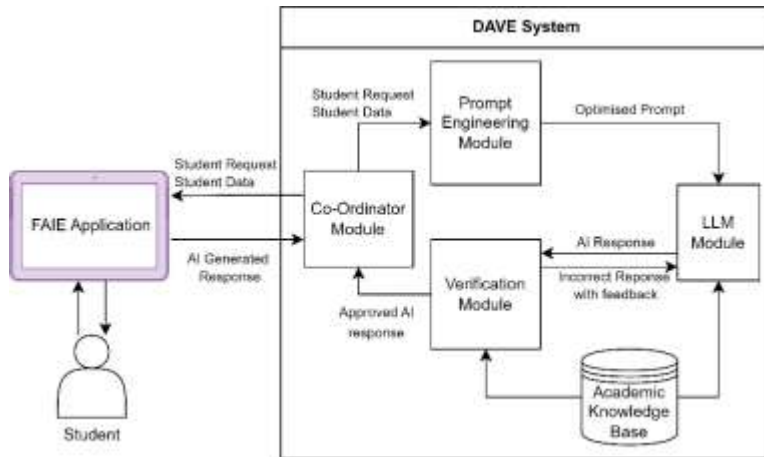 DAVE System
Student Request
Student Data
Prompt
Engineering
Module
Optimised Prompt
Student Request
Student Data
FAIE Application
Co-Ordinator
Module
LLM
Module
AI Generated
Response
AI Response
Incorrect Reponse
with feedback
Verification
Module
Approved AI
response
Academic
Knowledge
Base
Student